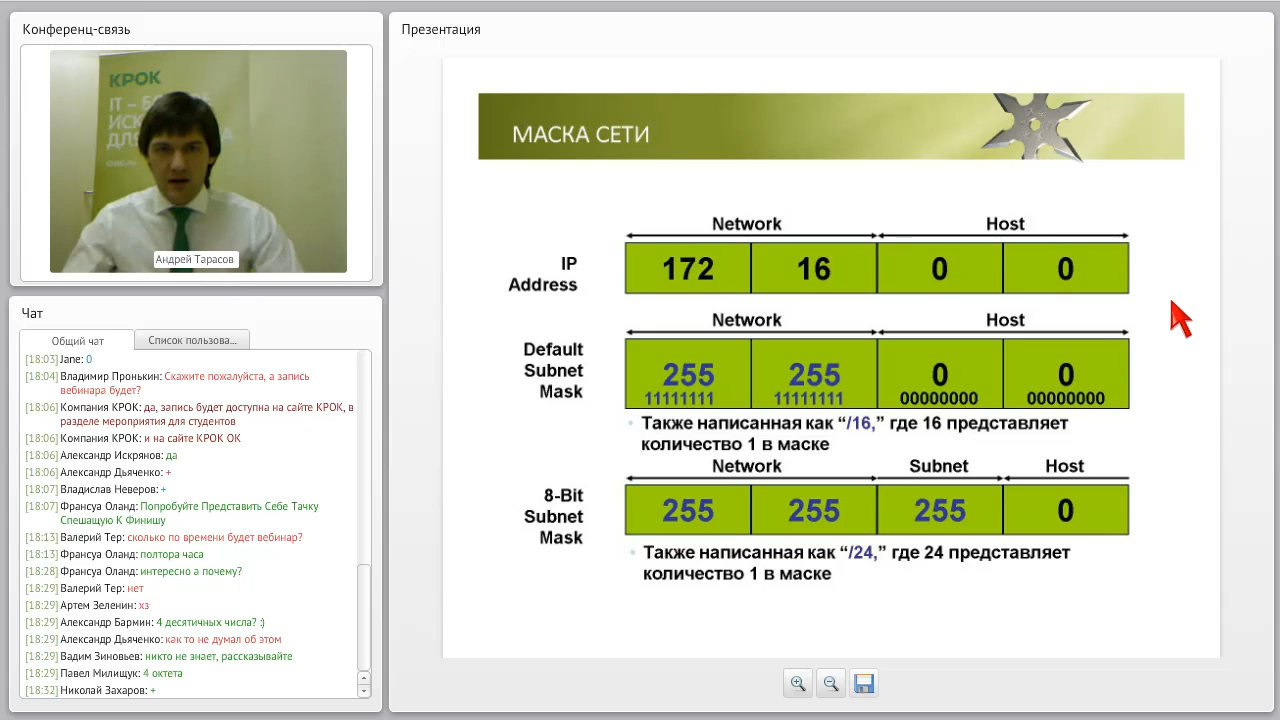 Конференц-связь
КРОК
Андрей Тарасов
Чат
Общий чат
Список пользова...
[18:03] Jane: 0
[18:04] Владимир Пронькин: Скажите пожалуйста, а запись
вебинара будет?
[18:06] Компания КРОК: да, запись будет доступна на сайте КРОК, в
разделе мероприятия для студентов
[18:06] Компания КРОК: и на сайте КРОК ОК
[18:06] Александр Искрянов: да
[18:06] Александр Дьяченко: +
[18:07] Владислав Неверов: +
[18:07] Франсуа Оланд: Попробуйте Представить Себе Тачку
Спешащую К Финишу
[18:13] Валерий Тер: сколько по времени будет вебинар?
[18:13] Франсуа Оланд: полтора часа
[18:28] Франсуа Оланд: интересно а почему?
[18:29] Валерий Тер: нет
[18:29] Артем Зеленин: хз
[18:29] Александр Бармин: 4 десятичных числа? :)
[18:29] Александр Дьяченко: как то не думал об этом
[18:29] Вадим Зиновьев: никто не знает, рассказывайте
[18:29] Павел Милищук: 4 октета
[18:32] Николай Захаров: +
Презентация
МАСКА СЕТИ
Network Host
IP
Address
172 16 0 0
Network Host
Default
Subnet
Mask
255 255 0 0
11111111 11111111 00000000 00000000
Также написанная как “/16,” где 16 представляет
количество 1 в маске
Network Subnet Host
8-Bit
Subnet
Mask
255 255 255 0
Также написанная как “/24,” где 24 представляет
количество 1 в маске